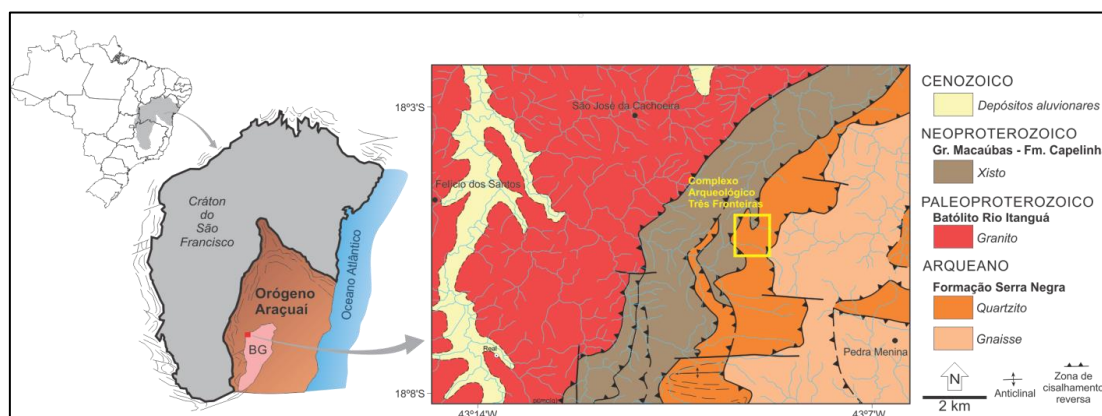 Cráton
do
São
Francisco
Orógeno
Araçuaí
BG
Oceano Atlântico
18°3'S
18°8'S
43°14'W
43°7'W
São José da Cachoeira
Felício dos Santos
Complexo
Arqueológico
Três Fronteiras
Real
Pedra Menina
CENOZOICO
Depósitos aluvionares
NEOPROTEROZOICO
Gr. Macaúbas - Fm. Capelinh
Xisto
PALEOPROTEROZOICO
Batólito Rio Itanguá
Granito
ARQUEANO
Formação Serra Negra
Quartzito
Gnaisse
N
2 km
Anticlinal
Zona de
cisalhamento
reversa